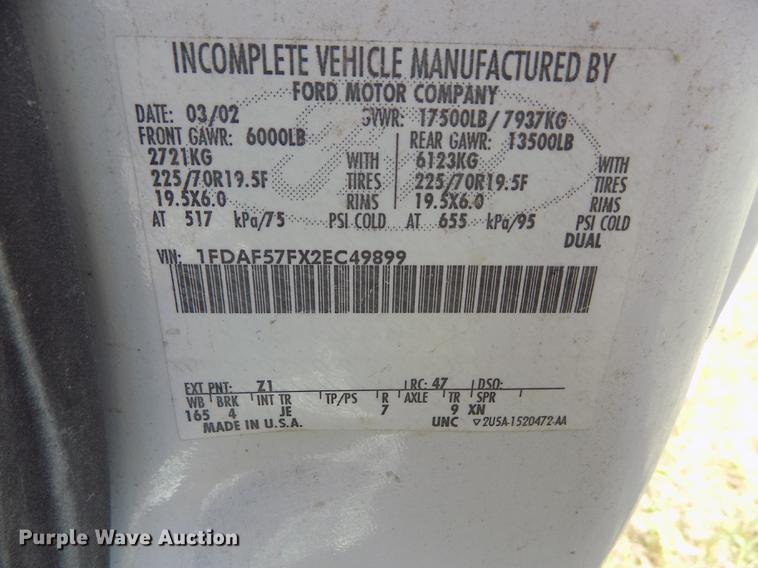 INCOMPLETE VEHICLE MANUFACTURED BY
FORD MOTOR COMPANY
DATE: 03/02 GVWR: 17500LB/ 7937KG
FRONT GAWR: 6000LB REAR GAWR: 13500LB
2721KG WITH 6123KG WITH
225/70R19.5F TIRES 225/70R19.5F TIRES
19.5X6.0 RIMS 19.5X6.0 RIMS
AT 517 kPa/75 PSI COLD AT 655 kPa/95 PSI COLD
DUAL
VIN: 1FDAF57FX2EC49899
EXT PNT: Z1 RC: 47 DSO:
WB BRK INT TR TP/PS R AXLE TR SPR
165 4 JE 7 9 XN
MADE IN U.S.A. UNC ▽2U5A-1520472-AA
Purple Wave Auction